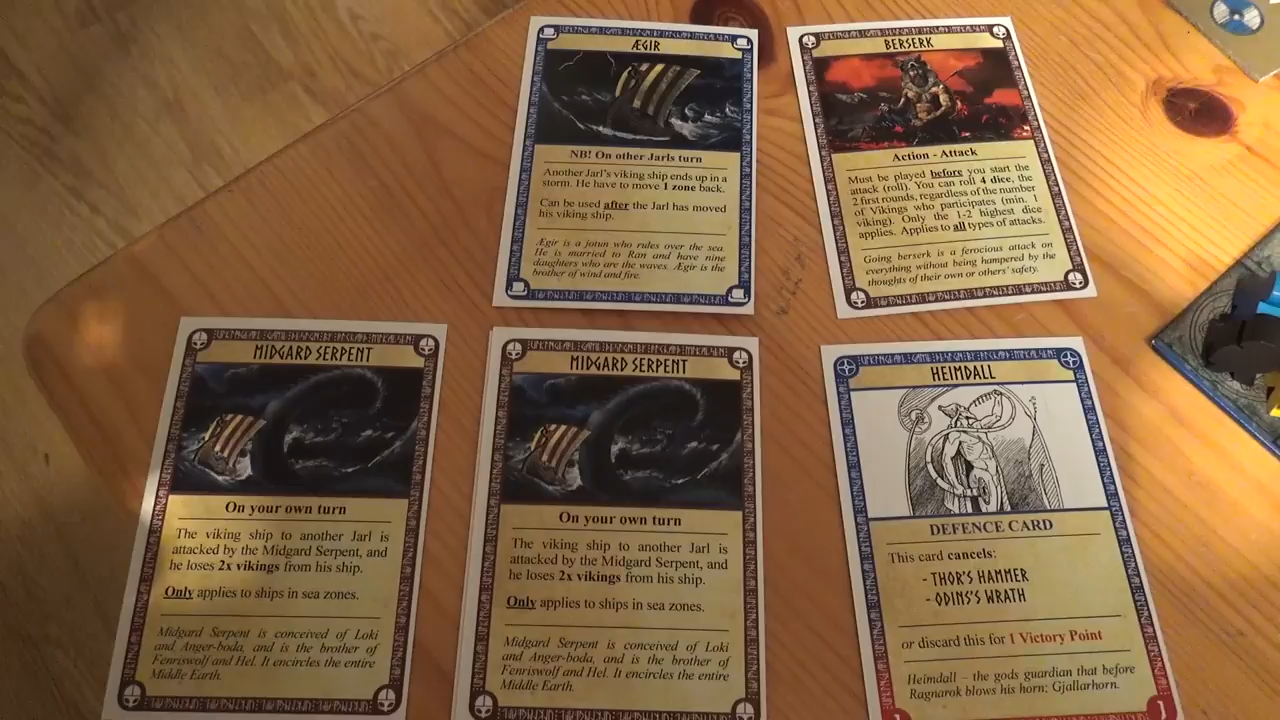 ÆGIR
NB! On other Jarls turn
Another Jarl's viking ship ends up in a
storm. He have to move 1 zone back.
Can be used after the Jarl has moved
his viking ship.
Ægir is a jotun who rules over the sea.
He is married to Ran and have nine
daughters who are the waves. Ægir is the
brother of wind and fire.
BERSERK
Action - Attack
Must be played before you start the
attack (roll). You can roll 4 dice, the
2 first rounds, regardless of the number
of Vikings who participates (min. 1
viking). Only the 1-2 highest dice
applies. Applies to all types of attacks.
Going berserk is a ferocious attack on
everything without being hampered by the
thoughts of their own or others' safety.
MIDGARD SERPENT
On your own turn
The viking ship to another Jarl is
attacked by the Midgard Serpent, and
he loses 2x vikings from his ship.
Only applies to ships in sea zones.
Midgard Serpent is conceived of Loki
and Anger-boda, and is the brother of
Fenriswolf and Hel. It encircles the entire
Middle Earth.
MIDGARD SERPENT
On your own turn
The viking ship to another Jarl is
attacked by the Midgard Serpent, and
he loses 2x vikings from his ship.
Only applies to ships in sea zones.
Midgard Serpent is conceived of Loki
and Anger-boda, and is the brother of
Fenriswolf and Hel. It encircles the entire
Middle Earth.
HEIMDALL
DEFENCE CARD
This card cancels:
- THOR'S HAMMER
- ODINS'S WRATH
or discard this for 1 Victory Point
Heimdall – the gods guardian that before
Ragnarok blows his horn; Gjallarhorn.